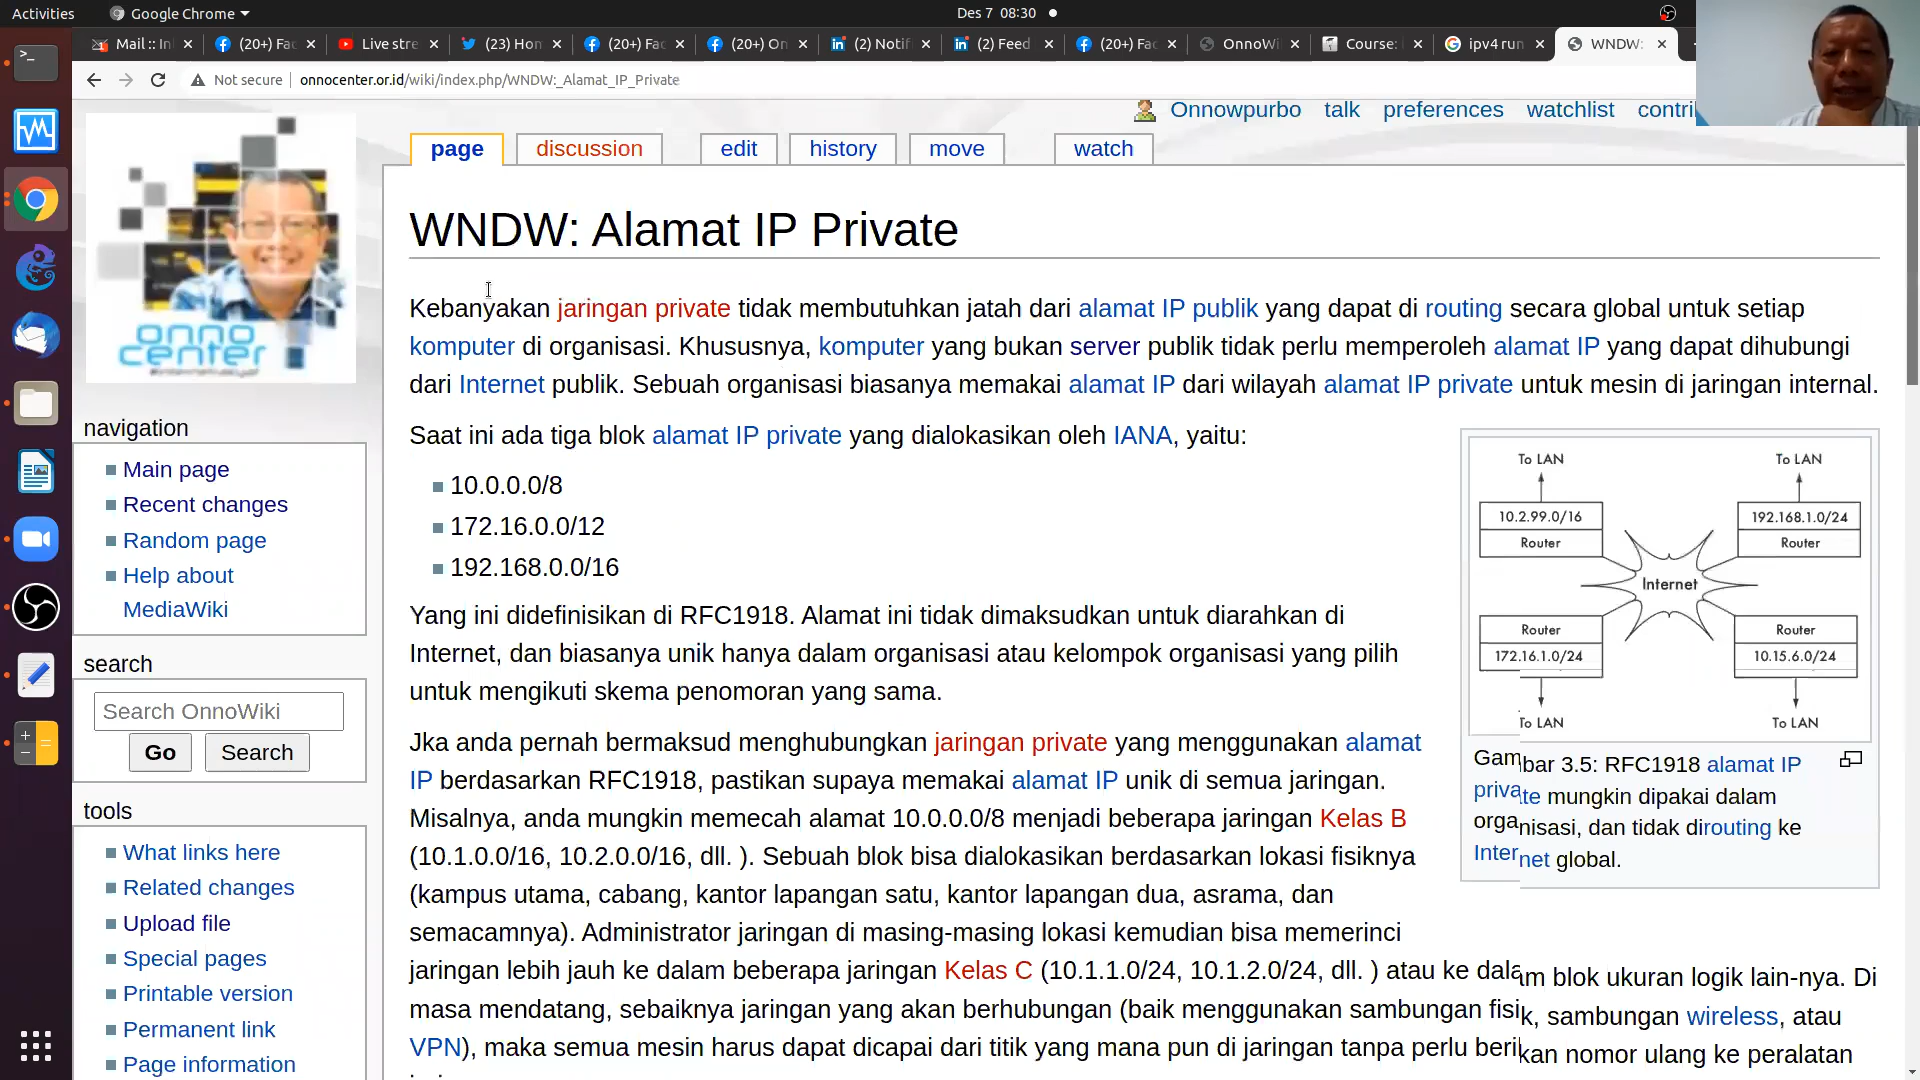 Activities
Google Chrome
Des 7 08:30
Mail :: In
(20+) Fac
Live stre
(23) Hom
(20+) Fac
(20+) On
(2) Notif
(2) Feed
(20+) Fac
OnnoWi
Course:
ipv4 run
WNDW:
Not secure
onnocenter.or.id/wiki/index.php/WNDW:_Alamat_IP_Private
Onnowpurbo talk preferences watchlist contri
page discussion edit history move watch
onno
center
navigation
Main page
Recent changes
Random page
Help about
MediaWiki
search
Search OnnoWiki
Go Search
tools
What links here
Related changes
Upload file
Special pages
Printable version
Permanent link
Page information
WNDW: Alamat IP Private
Kebanyakan jaringan private tidak membutuhkan jatah dari alamat IP publik yang dapat di routing secara global untuk setiap
komputer di organisasi. Khususnya, komputer yang bukan server publik tidak perlu memperoleh alamat IP yang dapat dihubungi
dari Internet publik. Sebuah organisasi biasanya memakai alamat IP dari wilayah alamat IP private untuk mesin di jaringan internal.
Saat ini ada tiga blok alamat IP private yang dialokasikan oleh IANA, yaitu:
10.0.0.0/8
172.16.0.0/12
192.168.0.0/16
Yang ini didefinisikan di RFC1918. Alamat ini tidak dimaksudkan untuk diarahkan di
Internet, dan biasanya unik hanya dalam organisasi atau kelompok organisasi yang pilih
untuk mengikuti skema penomoran yang sama.
Jka anda pernah bermaksud menghubungkan jaringan private yang menggunakan alamat
IP berdasarkan RFC1918, pastikan supaya memakai alamat IP unik di semua jaringan.
Misalnya, anda mungkin memecah alamat 10.0.0.0/8 menjadi beberapa jaringan Kelas B
(10.1.0.0/16, 10.2.0.0/16, dll. ). Sebuah blok bisa dialokasikan berdasarkan lokasi fisiknya
(kampus utama, cabang, kantor lapangan satu, kantor lapangan dua, asrama, dan
semacamnya). Administrator jaringan di masing-masing lokasi kemudian bisa memerinci
jaringan lebih jauh ke dalam beberapa jaringan Kelas C (10.1.1.0/24, 10.1.2.0/24, dll. ) atau ke dalam blok ukuran logik lain-nya. Di
masa mendatang, sebaiknya jaringan yang akan berhubungan (baik menggunakan sambungan fisik, sambungan wireless, atau
VPN), maka semua mesin harus dapat dicapai dari titik yang mana pun di jaringan tanpa perlu berikan nomor ulang ke peralatan
To LAN
To LAN
10.2.99.0/16
Router
192.168.1.0/24
Router
Internet
Router
172.16.1.0/24
Router
10.15.6.0/24
To LAN
To LAN
Gambar 3.5: RFC1918 alamat IP
private mungkin dipakai dalam
organisasi, dan tidak dirouting ke
Internet global.